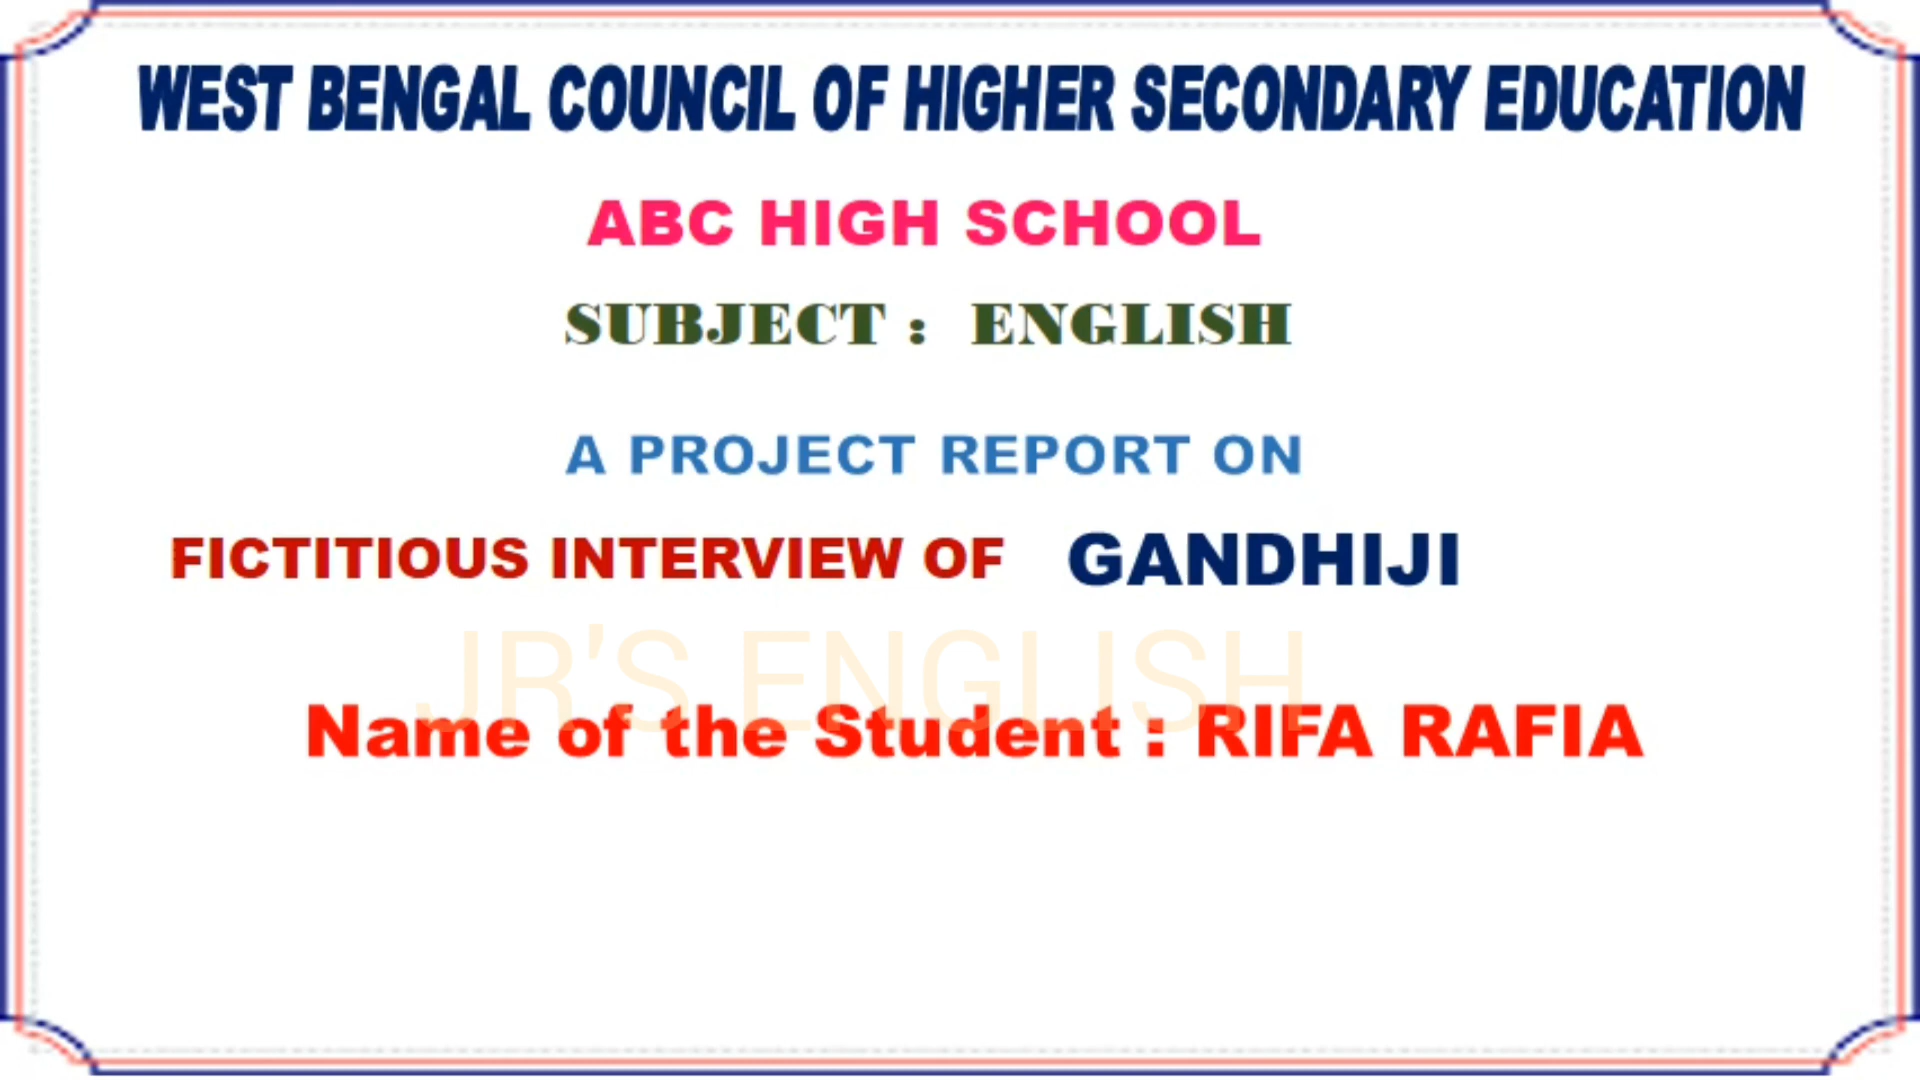 WEST BENGAL COUNCIL OF HIGHER SECONDARY EDUCATION
ABC HIGH SCHOOL
SUBJECT : ENGLISH
A PROJECT REPORT ON
FICTITIOUS INTERVIEW OF GANDHIJI
JR'S ENGLISH
Name of the Student : RIFA RAFIA